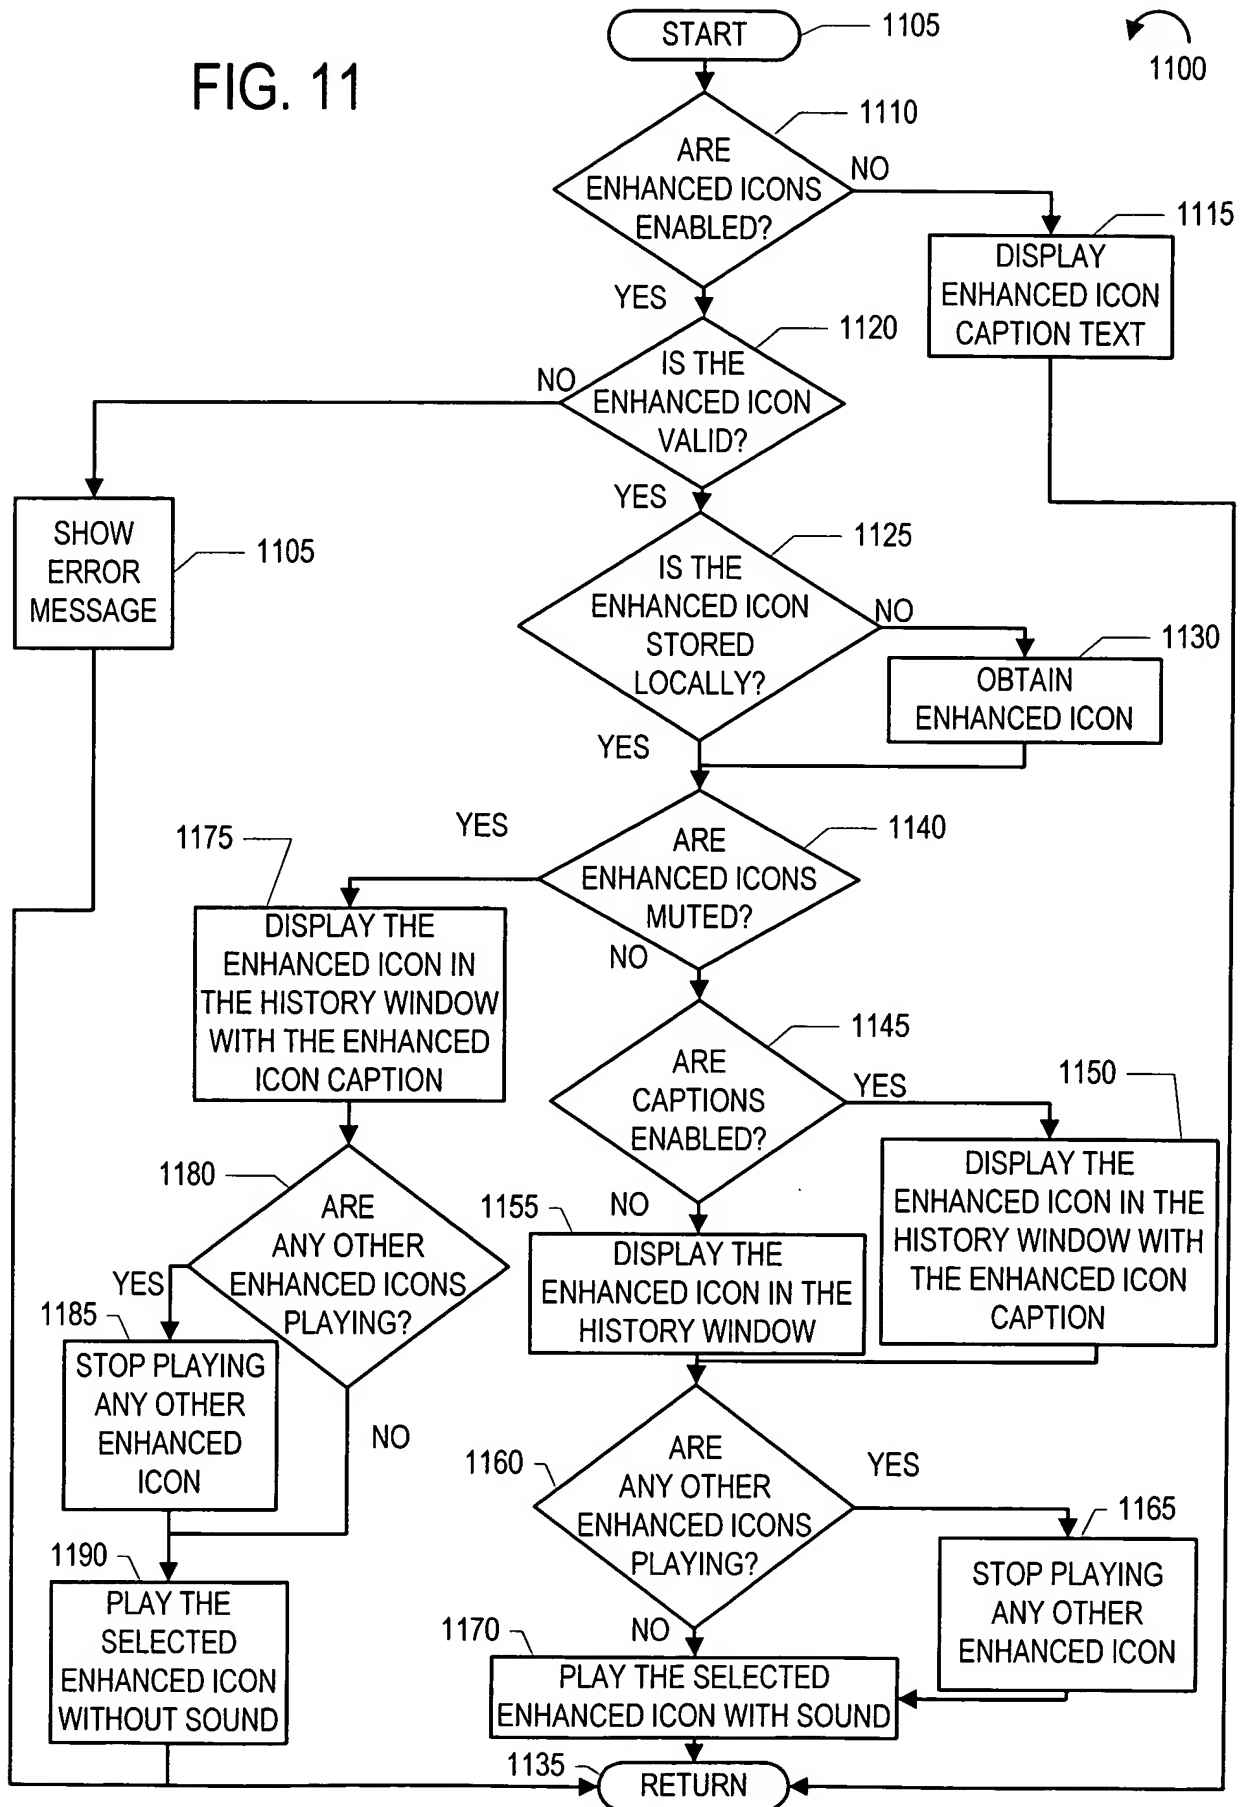 FIG. 11
START
1105
1100
1110
ARE
ENHANCED ICONS
ENABLED?
NO
YES
1115
DISPLAY
ENHANCED ICON
CAPTION TEXT
1120
IS THE
ENHANCED ICON
VALID?
NO
YES
SHOW
ERROR
MESSAGE
1105
1125
IS THE
ENHANCED ICON
STORED
LOCALLY?
NO
YES
1130
OBTAIN
ENHANCED ICON
1140
ARE
ENHANCED ICONS
MUTED?
YES
NO
1175
DISPLAY THE
ENHANCED ICON IN
THE HISTORY WINDOW
WITH THE ENHANCED
ICON CAPTION
1145
ARE
CAPTIONS
ENABLED?
YES
NO
1150
DISPLAY THE
ENHANCED ICON IN THE
HISTORY WINDOW WITH
THE ENHANCED ICON
CAPTION
1155
DISPLAY THE
ENHANCED ICON IN THE
HISTORY WINDOW
1180
ARE
ANY OTHER
ENHANCED ICONS
PLAYING?
YES
NO
1185
STOP PLAYING
ANY OTHER
ENHANCED
ICON
1190
PLAY THE
SELECTED
ENHANCED ICON
WITHOUT SOUND
1160
ARE
ANY OTHER
ENHANCED ICONS
PLAYING?
YES
NO
1165
STOP PLAYING
ANY OTHER
ENHANCED ICON
1170
PLAY THE SELECTED
ENHANCED ICON WITH SOUND
1135
RETURN